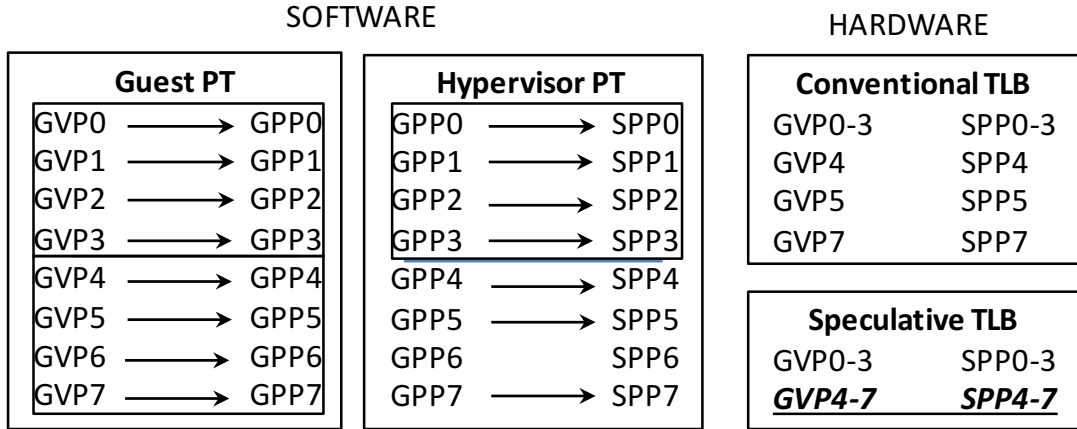 SOFTWARE
HARDWARE
Guest PT
GVP0 GPP0
GVP1 GPP1
GVP2 GPP2
GVP3 GPP3
GVP4 GPP4
GVP5 GPP5
GVP6 GPP6
GVP7 GPP7
Hypervisor PT
GPP0 SPP0
GPP1 SPP1
GPP2 SPP2
GPP3 SPP3
GPP4 SPP4
GPP5 SPP5
GPP6 SPP6
GPP7 SPP7
Conventional TLB
GVP0-3 SPP0-3
GVP4 SPP4
GVP5 SPP5
GVP7 SPP7
Speculative TLB
GVP0-3 SPP0-3
GVP4-7 SPP4-7